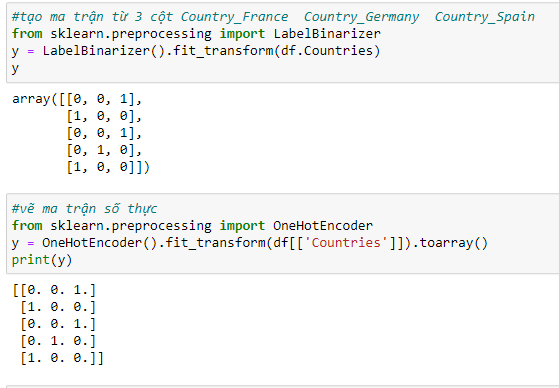 #tạo ma trận từ 3 cột Country_France  Country_Germany  Country_Spain
from sklearn.preprocessing import LabelBinarizer
y = LabelBinarizer().fit_transform(df.Countries)
y
array([[0, 0, 1],
       [1, 0, 0],
       [0, 0, 1],
       [0, 1, 0],
       [1, 0, 0]])
#vẽ ma trận số thực
from sklearn.preprocessing import OneHotEncoder
y = OneHotEncoder().fit_transform(df[['Countries']]).toarray()
print(y)
[[0. 0. 1.]
 [1. 0. 0.]
 [0. 0. 1.]
 [0. 1. 0.]
 [1. 0. 0.]]